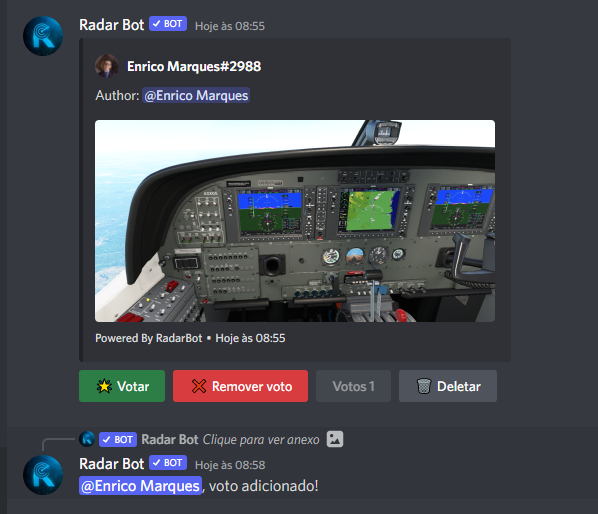 Radar Bot BOT Hoje às 08:55
Enrico Marques#2988
Author: @Enrico Marques
Powered By RadarBot • Hoje às 08:55
Votar
Remover voto
Votos 1
Deletar
BOT Radar Bot Clique para ver anexo
Radar Bot BOT Hoje às 08:58
@Enrico Marques, voto adicionado!